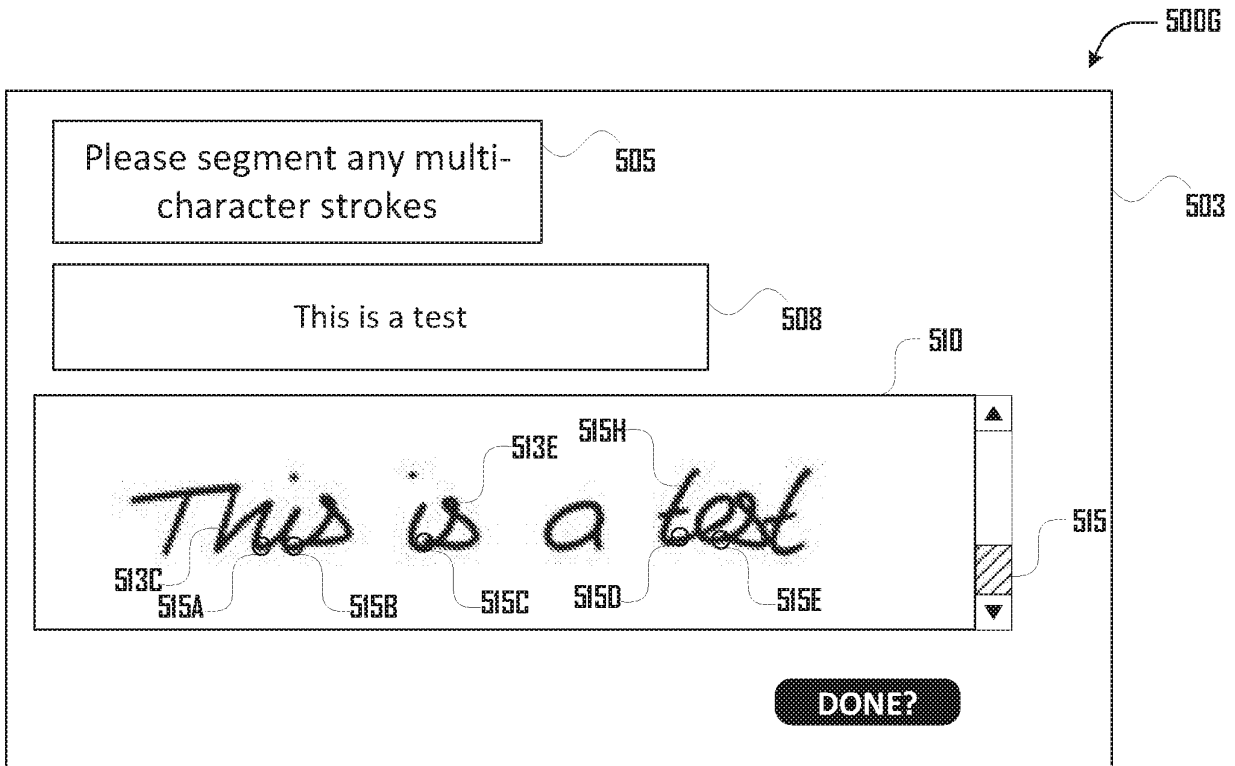 500G
Please segment any multi-
character strokes
505
503
This is a test
508
510
515H
513E
This is a test
515
513C
515A
515B
515C
515D
515E
DONE?